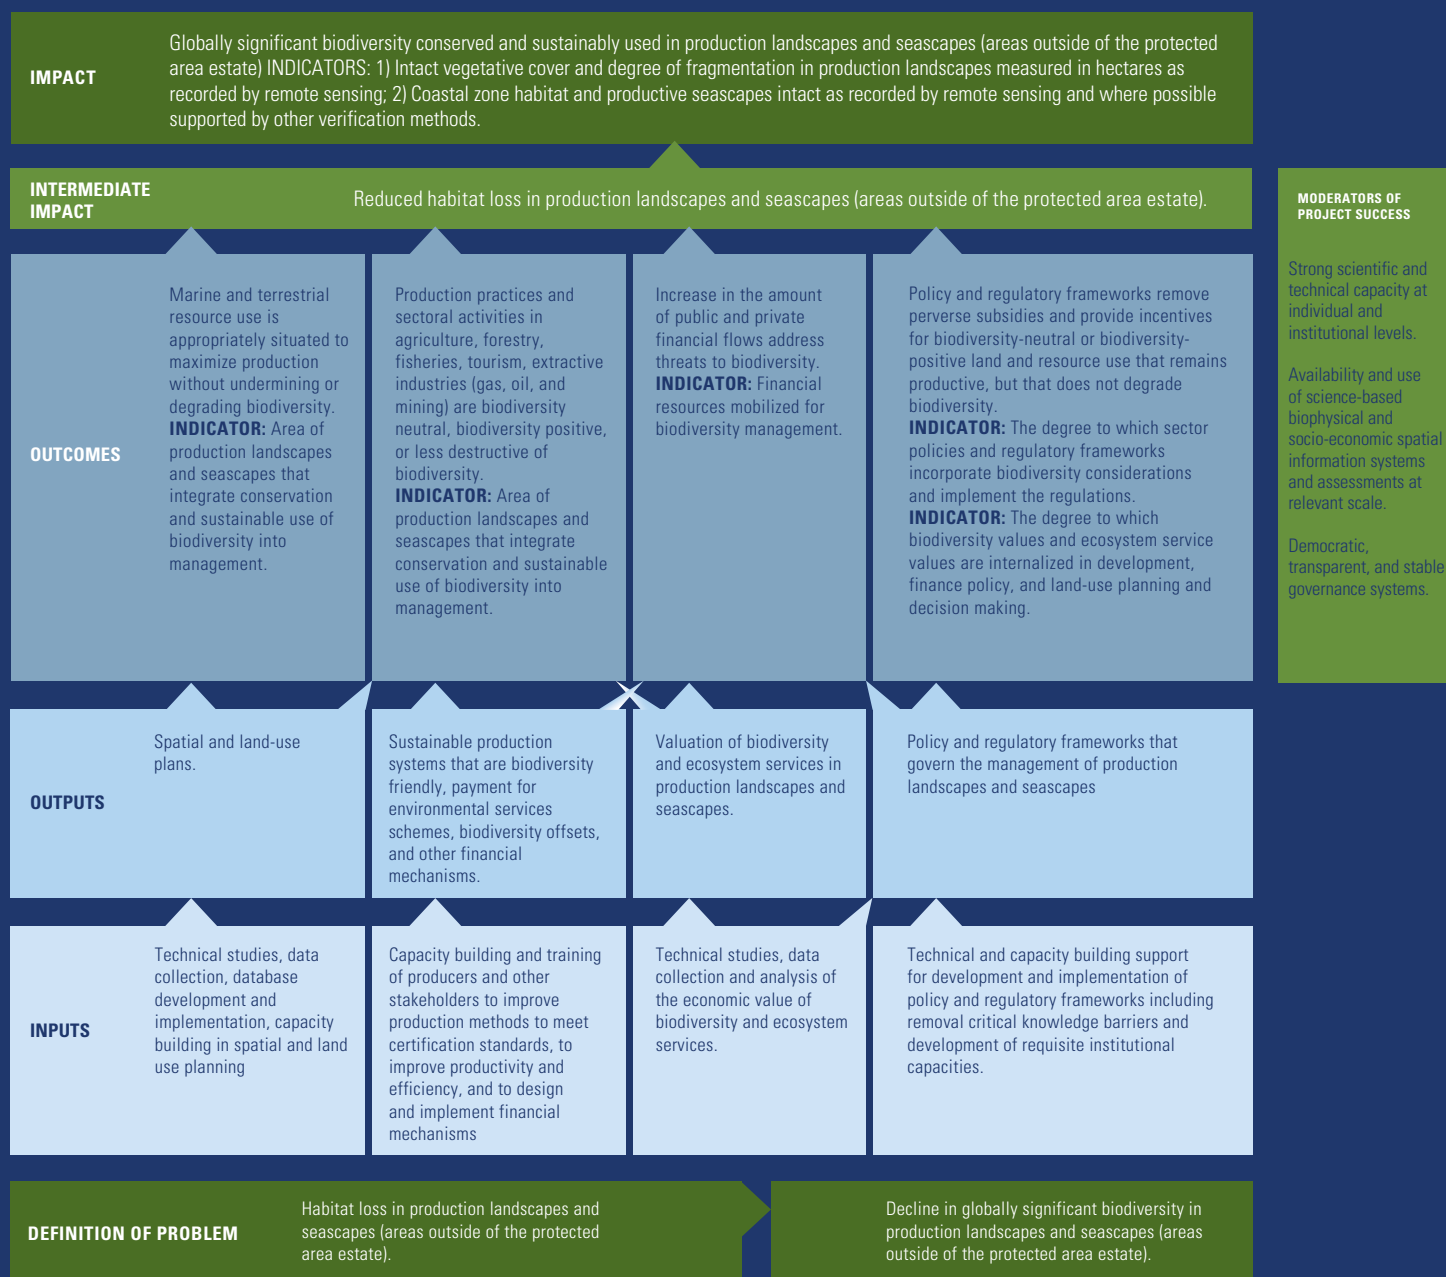 IMPACT
Globally significant biodiversity conserved and sustainably used in production landscapes and seascapes (areas outside of the protected
area estate) INDICATORS: 1) Intact vegetative cover and degree of fragmentation in production landscapes measured in hectares as
recorded by remote sensing; 2) Coastal zone habitat and productive seascapes intact as recorded by remote sensing and where possible
supported by other verification methods.
INTERMEDIATE
IMPACT
Reduced habitat loss in production landscapes and seascapes (areas outside of the protected area estate).
MODERATORS OF
PROJECT SUCCESS
Strong scientific and
technical capacity at
individual and
institutional levels.
Availability and use
of science-based
biophysical and
socio-economic spatial
information systems
and assessments at
relevant scale.
Democratic,
transparent, and stable
governance systems.
OUTCOMES
Marine and terrestrial
resource use is
appropriately situated to
maximize production
without undermining or
degrading biodiversity.
INDICATOR: Area of
production landscapes
and seascapes that
integrate conservation
and sustainable use of
biodiversity into
management.
Production practices and
sectoral activities in
agriculture, forestry,
fisheries, tourism, extractive
industries (gas, oil, and
mining) are biodiversity
neutral, biodiversity positive,
or less destructive of
biodiversity.
INDICATOR: Area of
production landscapes and
seascapes that integrate
conservation and sustainable
use of biodiversity into
management.
Increase in the amount
of public and private
financial flows address
threats to biodiversity.
INDICATOR: Financial
resources mobilized for
biodiversity management.
Policy and regulatory frameworks remove
perverse subsidies and provide incentives
for biodiversity-neutral or biodiversity-
positive land and resource use that remains
productive, but that does not degrade
biodiversity.
INDICATOR: The degree to which sector
policies and regulatory frameworks
incorporate biodiversity considerations
and implement the regulations.
INDICATOR: The degree to which
biodiversity values and ecosystem service
values are internalized in development,
finance policy, and land-use planning and
decision making.
OUTPUTS
Spatial and land-use
plans.
Sustainable production
systems that are biodiversity
friendly, payment for
environmental services
schemes, biodiversity offsets,
and other financial
mechanisms.
Valuation of biodiversity
and ecosystem services in
production landscapes and
seascapes.
Policy and regulatory frameworks that
govern the management of production
landscapes and seascapes
INPUTS
Technical studies, data
collection, database
development and
implementation, capacity
building in spatial and land
use planning
Capacity building and training
of producers and other
stakeholders to improve
production methods to meet
certification standards, to
improve productivity and
efficiency, and to design
and implement financial
mechanisms
Technical studies, data
collection and analysis of
the economic value of
biodiversity and ecosystem
services.
Technical and capacity building support
for development and implementation of
policy and regulatory frameworks including
removal critical knowledge barriers and
development of requisite institutional
capacities.
DEFINITION OF PROBLEM
Habitat loss in production landscapes and
seascapes (areas outside of the protected
area estate).
Decline in globally significant biodiversity in
production landscapes and seascapes (areas
outside of the protected area estate).